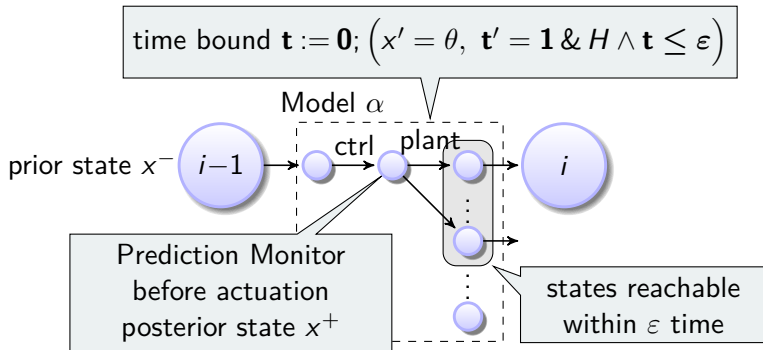 time bound t := 0; (x′ = θ, t′ = 1 & H ∧ t ≤ ε)
Model α
ctrl
plant
prior state x⁻
i−1
i
Prediction Monitor
before actuation
posterior state x⁺
states reachable
within ε time